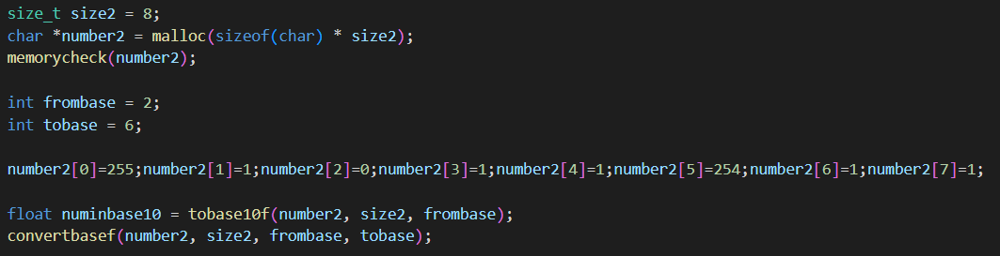 size_t size2 = 8;
char *number2 = malloc(sizeof(char) * size2);
memorycheck(number2);
int frombase = 2;
int tobase = 6;
number2[0]=255;number2[1]=1;number2[2]=0;number2[3]=1;number2[4]=1;number2[5]=254;number2[6]=1;number2[7]=1;
float numinbase10 = tobase10f(number2, size2, frombase);
convertbasef(number2, size2, frombase, tobase);